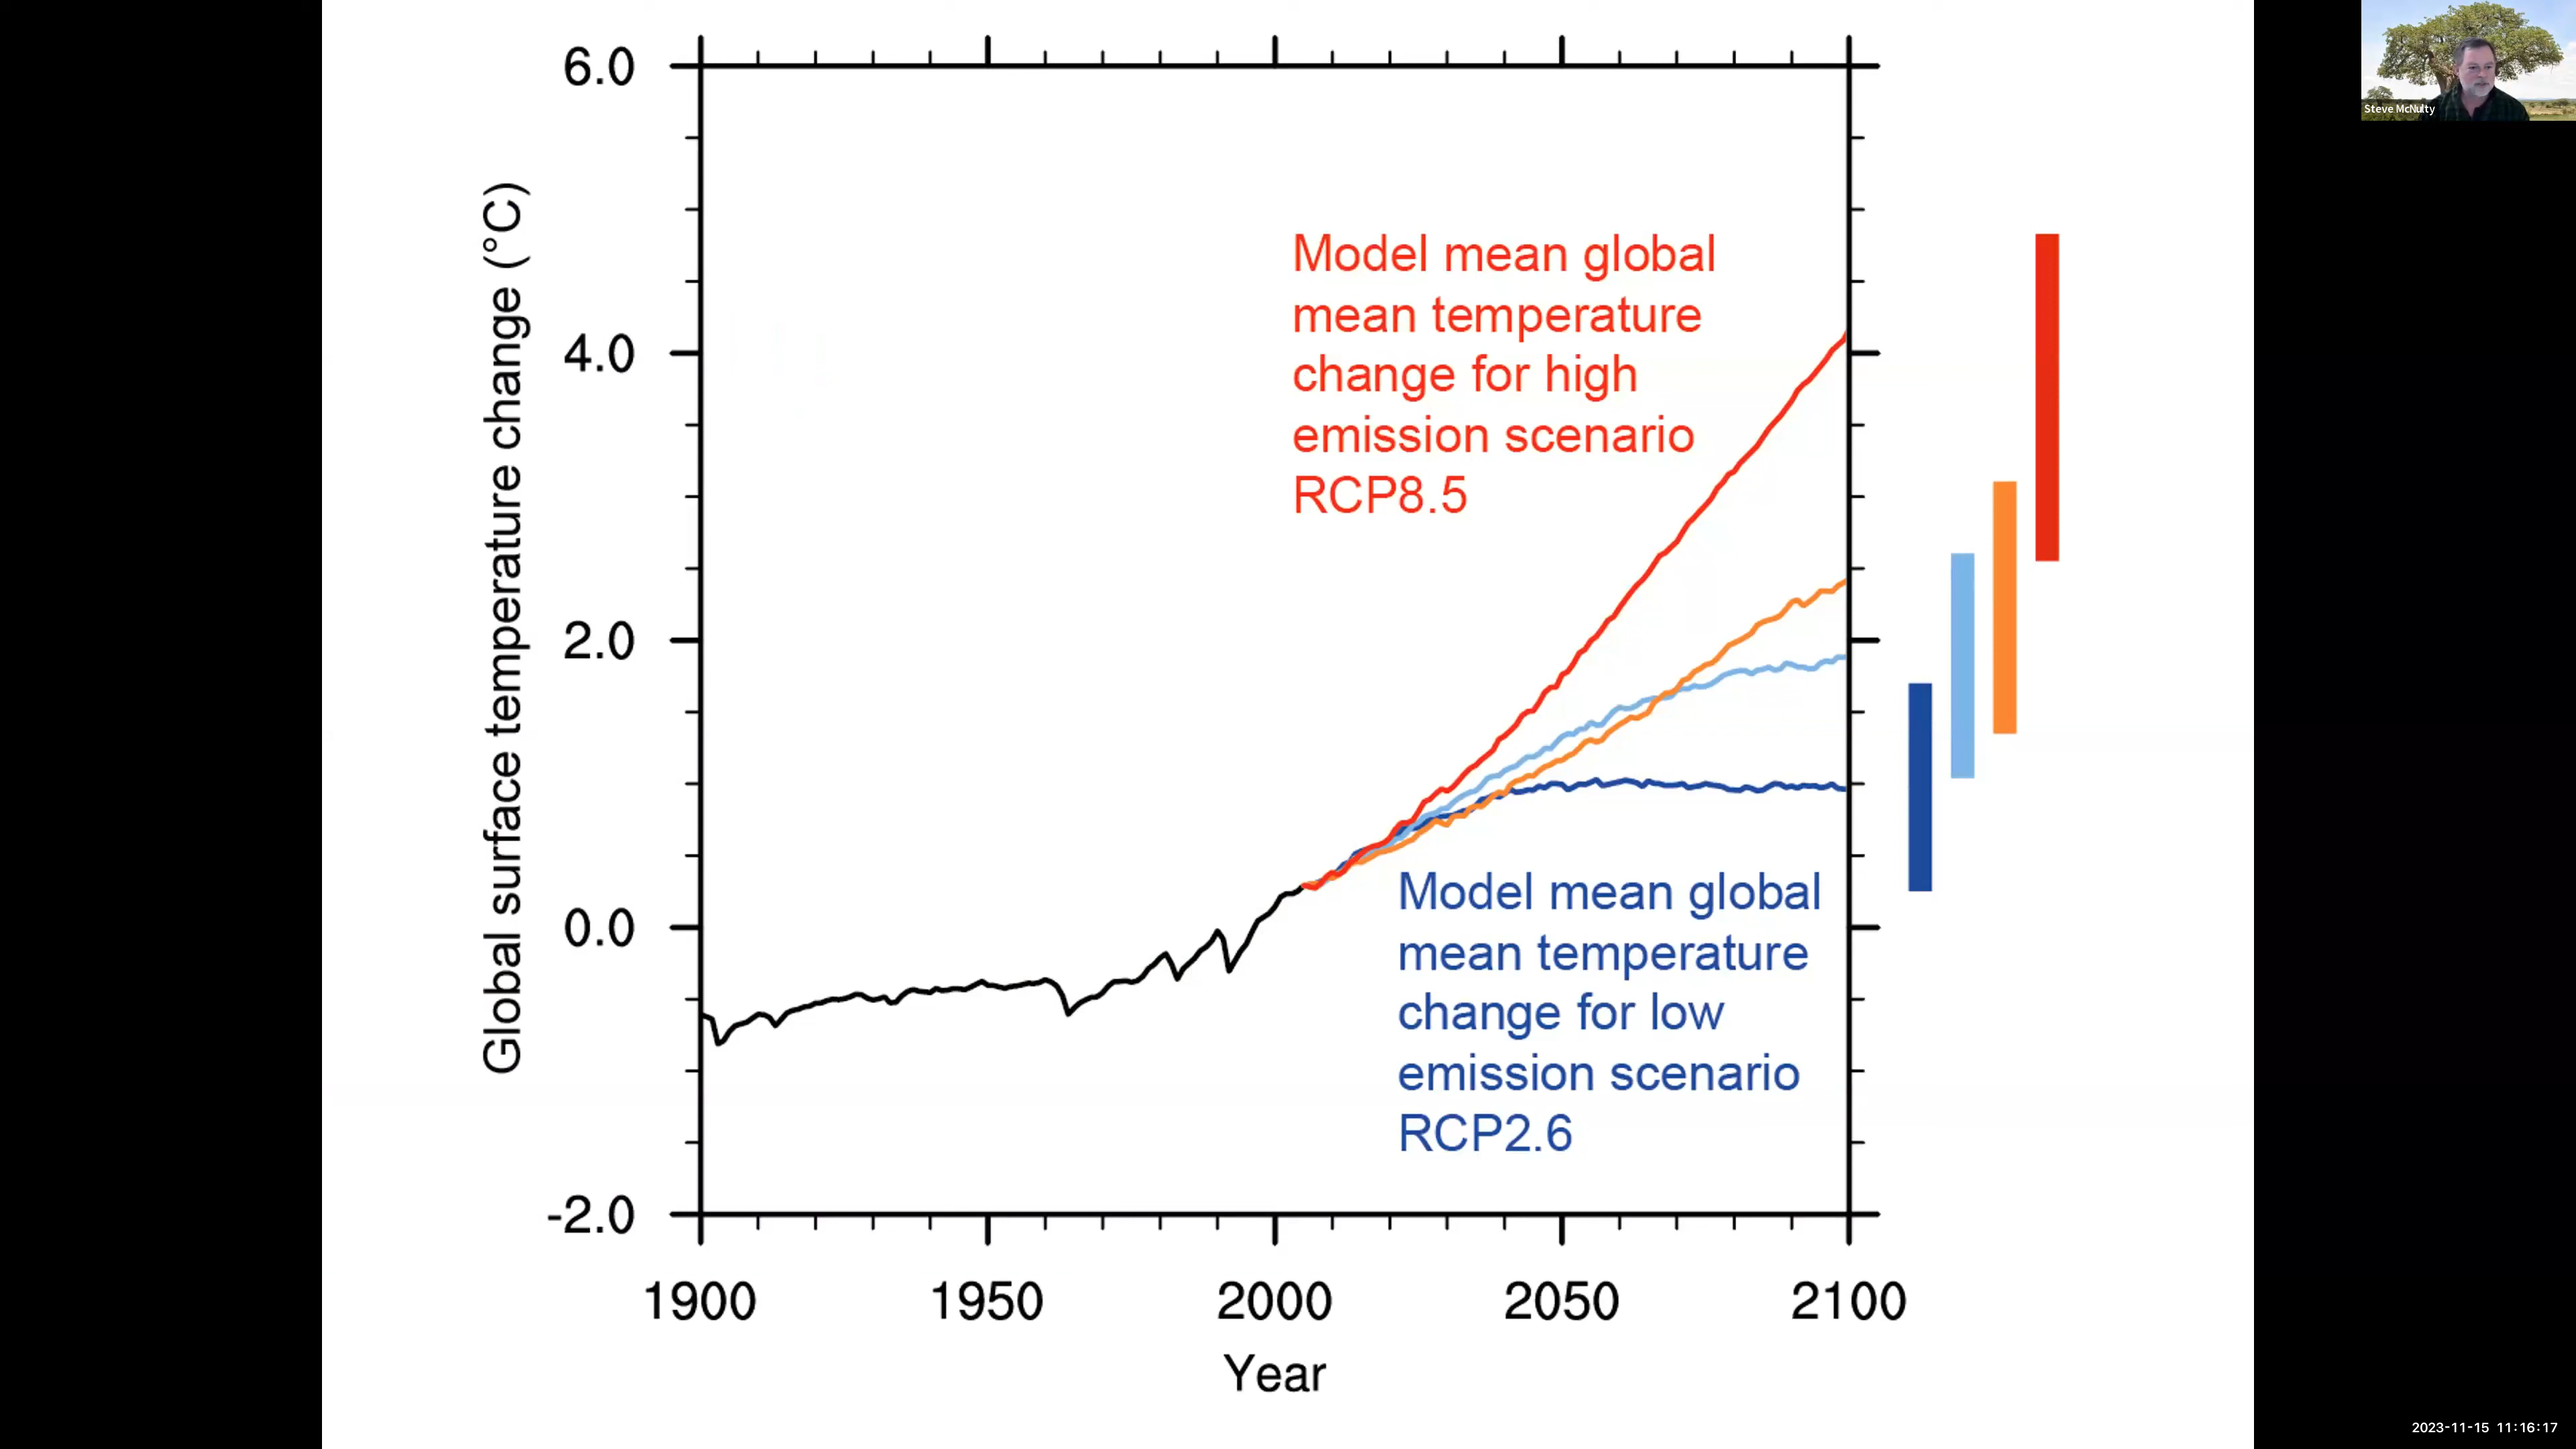 6.0
4.0
2.0
0.0
-2.0
Global surface temperature change (°C)
Model mean global
mean temperature
change for high
emission scenario
RCP8.5
Model mean global
mean temperature
change for low
emission scenario
RCP2.6
1900 1950 2000 2050 2100
Year
Steve McNulty
2023-11-15 11:16:17